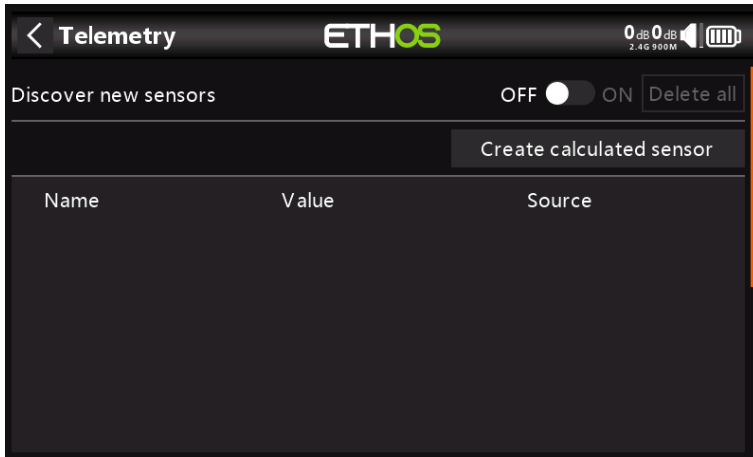 Telemetry ETHOS 0dB 0dB
2.4G 900M
Discover new sensors OFF ON Delete all
Create calculated sensor
Name Value Source